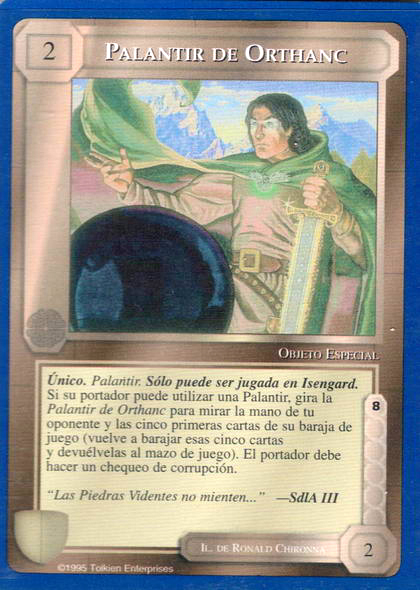 2
PALANTIR DE ORTHANC
OBJETO ESPECIAL
Único. Palantir. Sólo puede ser jugada en Isengard.
Si su portador puede utilizar una Palantir, gira la
Palantir de Orthanc para mirar la mano de tu
oponente y las cinco primeras cartas de su baraja de
juego (vuelve a barajar esas cinco cartas
y devuélvelas al mazo de juego). El portador debe
hacer un chequeo de corrupción.
8
“Las Piedras Videntes no mienten...” —SdlA III
IL. DE RONALD CHIRONNA
2
©1995 Tolkien Enterprises